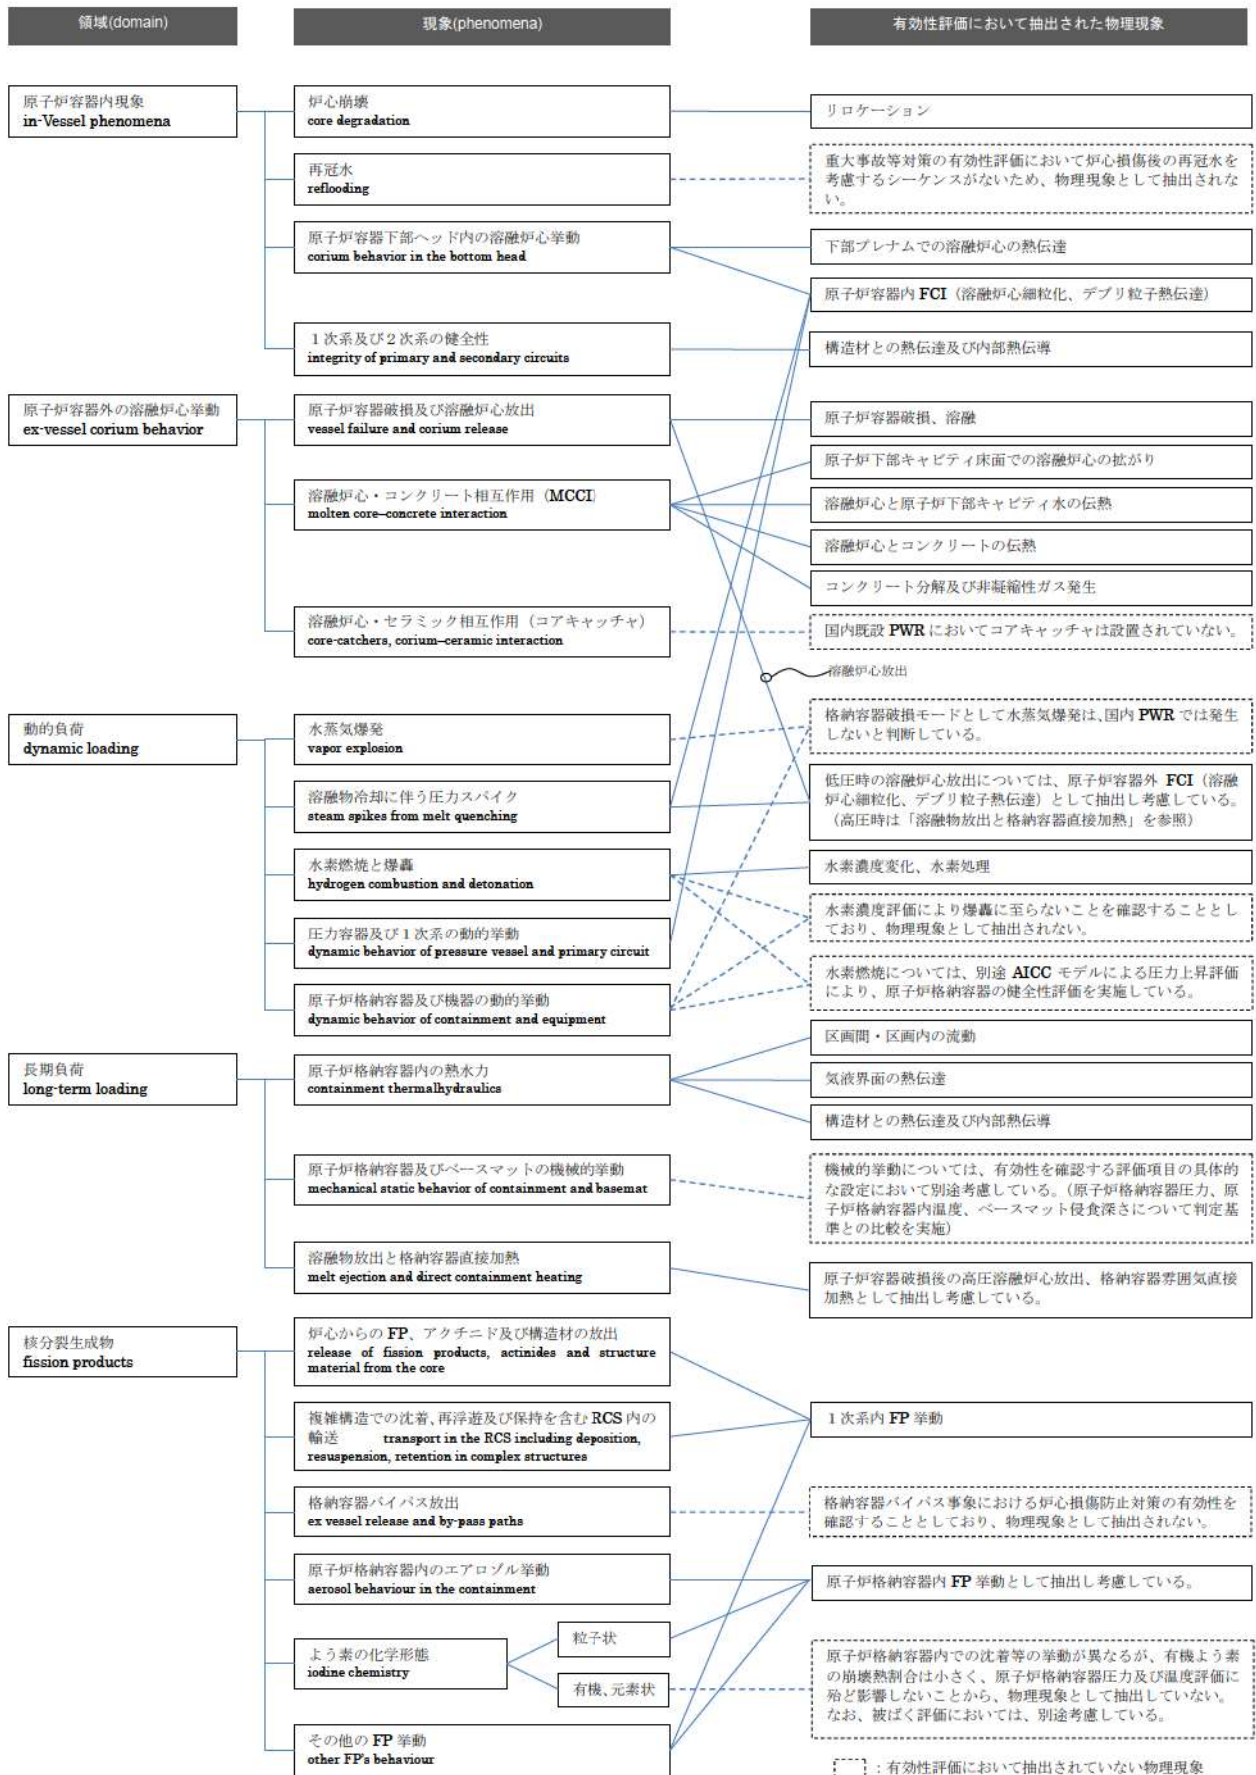 領域(domain)
現象(phenomena)
有効性評価において抽出された物理現象
原子炉容器内現象
in-Vessel phenomena
炉心崩壊
core degradation
リロケーション
再冠水
reflooding
重大事故等対策の有効性評価において炉心損傷後の再冠水を
考慮するシーケンスがないため、物理現象として抽出されな
い。
原子炉容器下部ヘッド内の溶融炉心挙動
corium behavior in the bottom head
下部プレナムでの溶融炉心の熱伝達
原子炉容器内 FCI（溶融炉心細粒化、デブリ粒子熱伝達）
１次系及び２次系の健全性
integrity of primary and secondary circuits
構造材との熱伝達及び内部熱伝導
原子炉容器外の溶融炉心挙動
ex-vessel corium behavior
原子炉容器破損及び溶融炉心放出
vessel failure and corium release
原子炉容器破損、溶融
原子炉下部キャビティ床面での溶融炉心の拡がり
溶融炉心・コンクリート相互作用（MCCI）
molten core–concrete interaction
溶融炉心と原子炉下部キャビティ水の伝熱
溶融炉心とコンクリートの伝熱
コンクリート分解及び非凝縮性ガス発生
溶融炉心・セラミック相互作用（コアキャッチャ）
core-catchers, corium–ceramic interaction
国内既設 PWR においてコアキャッチャは設置されていない。
溶融炉心放出
動的負荷
dynamic loading
水蒸気爆発
vapor explosion
格納容器破損モードとして水蒸気爆発は、国内 PWR では発生
しないと判断している。
溶融物冷却に伴う圧力スパイク
steam spikes from melt quenching
低圧時の溶融炉心放出については、原子炉容器外 FCI（溶融
炉心細粒化、デブリ粒子熱伝達）として抽出し考慮している。
（高圧時は「溶融物放出と格納容器直接加熱」を参照）
水素燃焼と爆轟
hydrogen combustion and detonation
水素濃度変化、水素処理
水素濃度評価により爆轟に至らないことを確認することとし
ており、物理現象として抽出されない。
圧力容器及び１次系の動的挙動
dynamic behavior of pressure vessel and primary circuit
水素燃焼については、別途 AICC モデルによる圧力上昇評価
により、原子炉格納容器の健全性評価を実施している。
原子炉格納容器及び機器の動的挙動
dynamic behavior of containment and equipment
区画間・区画内の流動
長期負荷
long-term loading
原子炉格納容器内の熱水力
containment thermalhydraulics
気液界面の熱伝達
構造材との熱伝達及び内部熱伝導
原子炉格納容器及びベースマットの機械的挙動
mechanical static behavior of containment and basemat
機械的挙動については、有効性を確認する評価項目の具体的
な設定において別途考慮している。（原子炉格納容器圧力、原
子炉格納容器内温度、ベースマット侵食深さについて判定基
準との比較を実施）
溶融物放出と格納容器直接加熱
melt ejection and direct containment heating
原子炉容器破損後の高圧溶融炉心放出、格納容器雰囲気直接
加熱として抽出し考慮している。
核分裂生成物
fission products
炉心からの FP、アクチニド及び構造材の放出
release of fission products, actinides and structure
material from the core
複雑構造での沈着、再浮遊及び保持を含む RCS 内の
輸送 transport in the RCS including deposition,
resuspension, retention in complex structures
１次系内 FP 挙動
格納容器バイパス放出
ex vessel release and by-pass paths
格納容器バイパス事象における炉心損傷防止対策の有効性を
確認することとしており、物理現象として抽出されない。
原子炉格納容器内のエアロゾル挙動
aerosol behaviour in the containment
原子炉格納容器内 FP 挙動として抽出し考慮している。
よう素の化学形態
iodine chemistry
粒子状
有機、元素状
原子炉格納容器内での沈着等の挙動が異なるが、有機よう素
の崩壊熱割合は小さく、原子炉格納容器圧力及び温度評価に
殆ど影響しないことから、物理現象として抽出していない。
なお、被ばく評価においては、別途考慮している。
その他の FP 挙動
other FP's behaviour
：有効性評価において抽出されていない物理現象